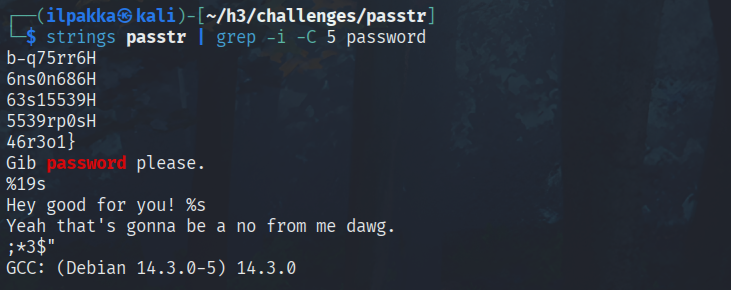 ┌──(ilpakka㉿kali)-[~/h3/challenges/passtr]
└─$ strings passtr | grep -i -C 5 password
b-q75rr6H
6ns0n686H
63s15539H
5539rp0sH
46r3o1}
Gib password please.
%19s
Hey good for you! %s
Yeah that's gonna be a no from me dawg.
;*3$"
GCC: (Debian 14.3.0-5) 14.3.0